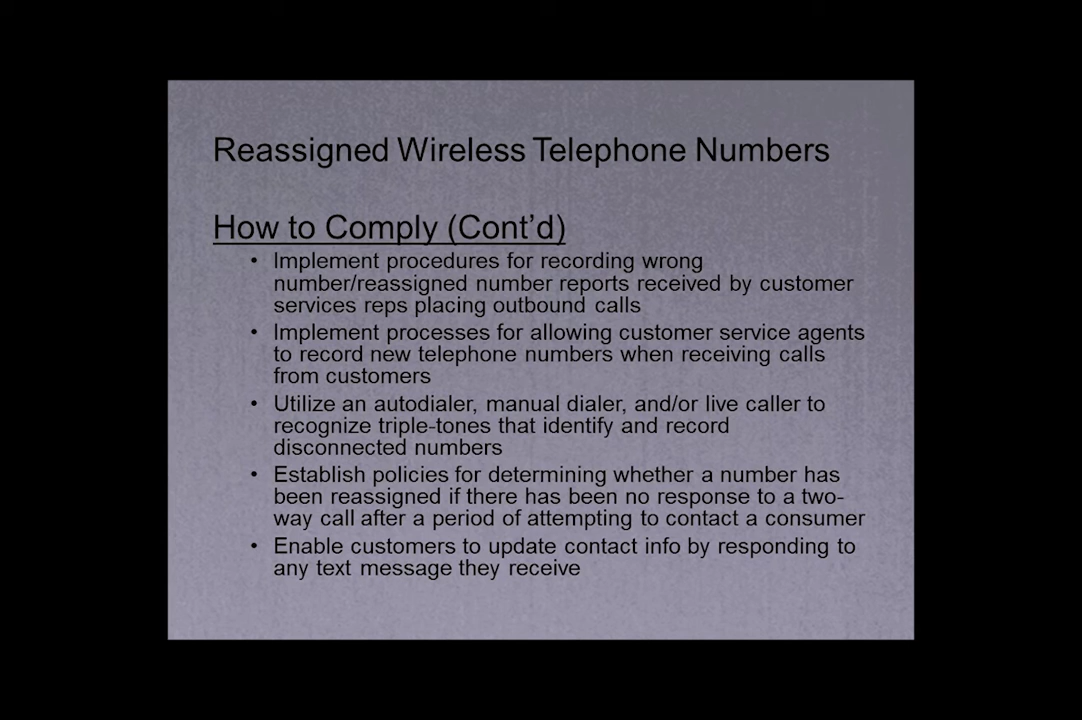 Reassigned Wireless Telephone Numbers
How to Comply (Cont’d)
• Implement procedures for recording wrong
number/reassigned number reports received by customer
services reps placing outbound calls
• Implement processes for allowing customer service agents
to record new telephone numbers when receiving calls
from customers
• Utilize an autodialer, manual dialer, and/or live caller to
recognize triple-tones that identify and record
disconnected numbers
• Establish policies for determining whether a number has
been reassigned if there has been no response to a two-
way call after a period of attempting to contact a consumer
• Enable customers to update contact info by responding to
any text message they receive